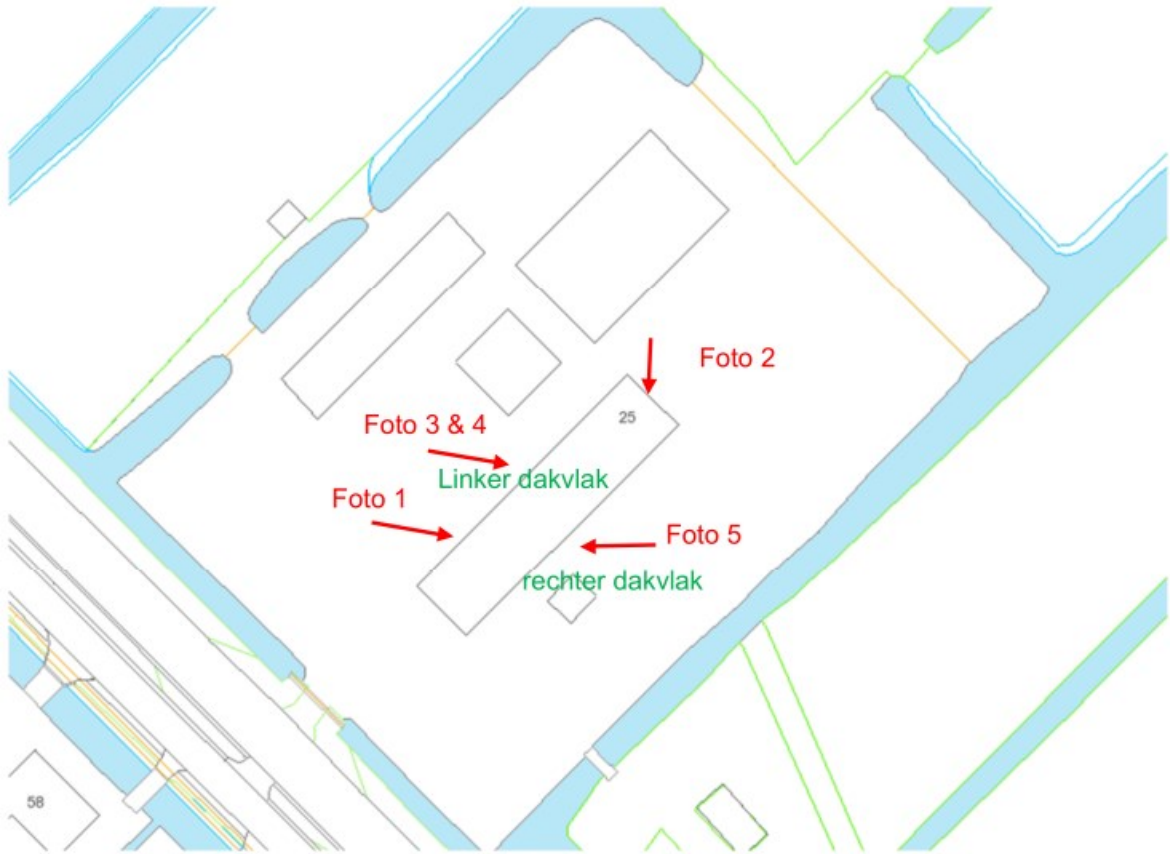 Foto 2
25
Foto 3 & 4
Linker dakvlak
Foto 1
Foto 5
rechter dakvlak
58